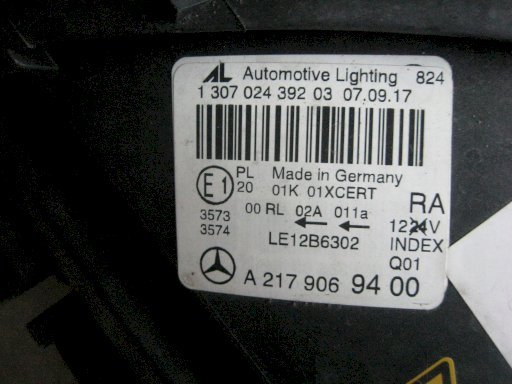 AL Automotive Lighting 824
1 307 024 392 03 07.09.17
E1 PL Made in Germany
20 01K 01XCERT RA
3573 00 RL 02A 011a 12 24V
3574 LE12B6302 INDEX
Q01
A 217 906 94 00